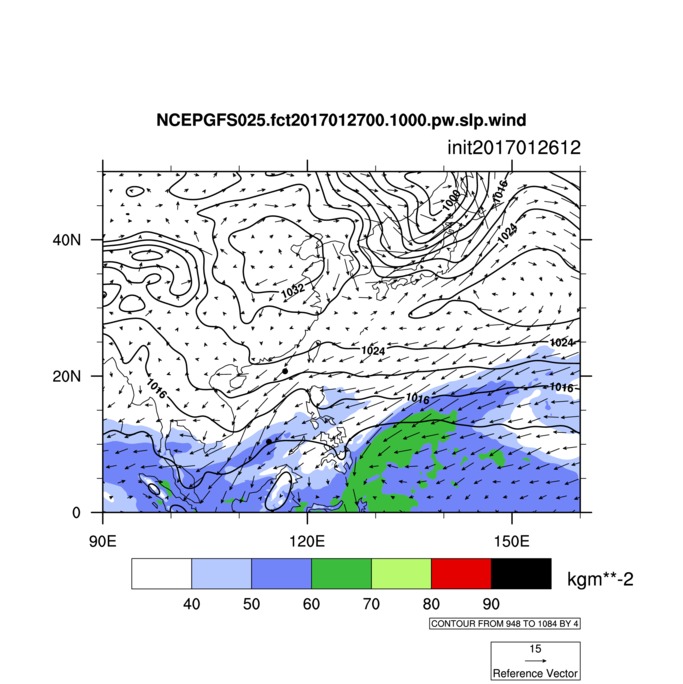 NCEPGFS025.fct2017012700.1000.pw.slp.wind
init2017012612
1000
1016
1024
40N
1032
1024
1024
20N
1016
1016
1016
0
90E 120E 150E
40 50 60 70 80 90
kgm**-2
CONTOUR FROM 948 TO 1084 BY 4
15
Reference Vector